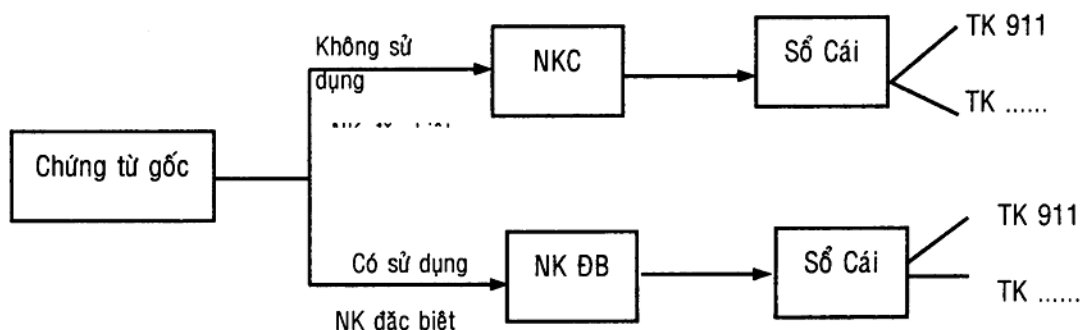 Không sử
dụng
NKC
Sổ Cái
TK 911
TK ......
Chứng từ gốc
Có sử dụng
NK đặc biệt
NK ĐB
Sổ Cái
TK 911
TK ......